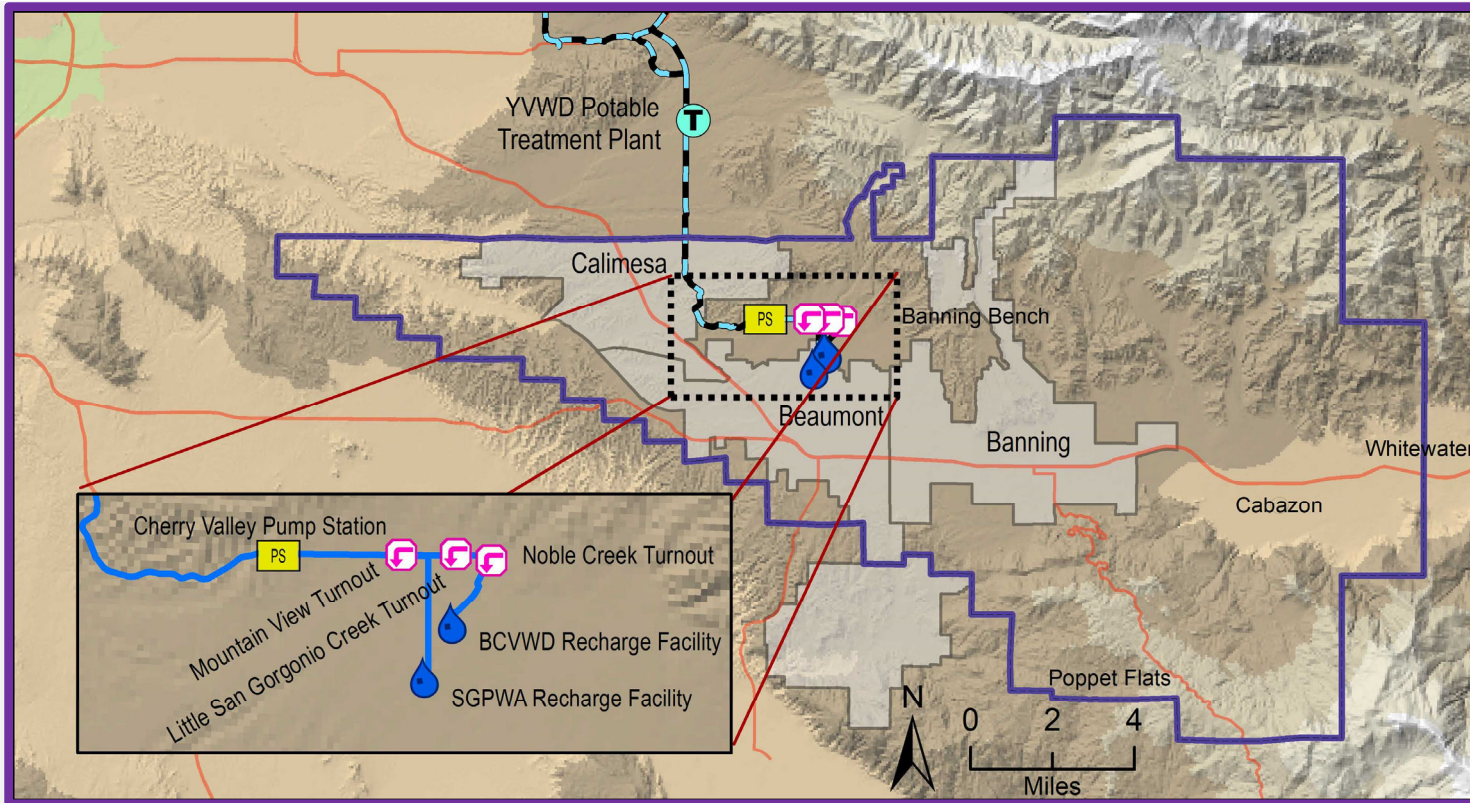 YVWD Potable
Treatment Plant
T
Calimesa
PS
Banning Bench
Beaumont
Banning
Whitewater
Cabazon
Cherry Valley Pump Station
PS
Noble Creek Turnout
Mountain View Turnout
Little San Gorgonio Creek Turnout
BCVWD Recharge Facility
SGPWA Recharge Facility
Poppet Flats
N
0 2 4
Miles